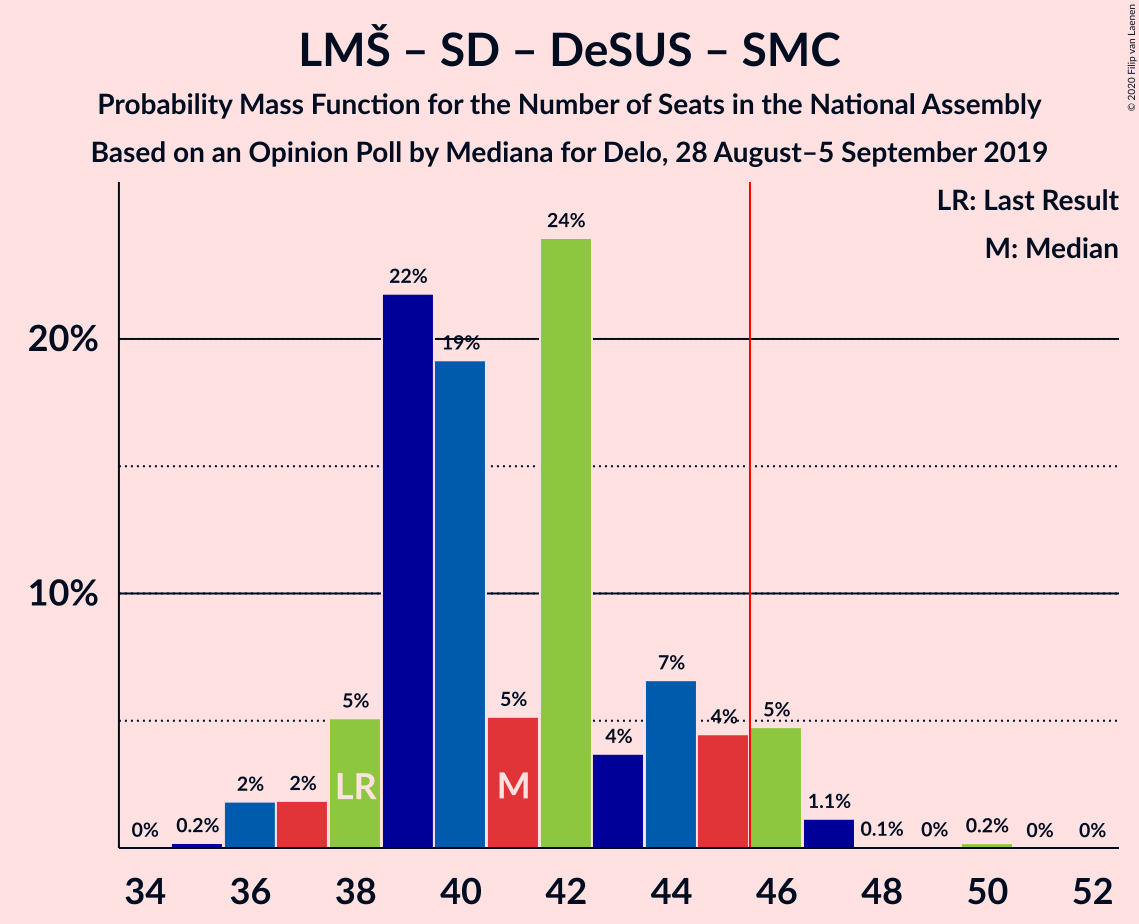 LMŠ – SD – DeSUS – SMC
Probability Mass Function for the Number of Seats in the National Assembly
Based on an Opinion Poll by Mediana for Delo, 28 August–5 September 2019
© 2020 Filip van Laenen
LR: Last Result
M: Median
20%
10%
0%
0.2%
2%
2%
5%
22%
19%
5%
24%
4%
7%
4%
5%
1.1%
0.1%
0%
0.2%
0%
0%
LR
M
34 36 38 40 42 44 46 48 50 52